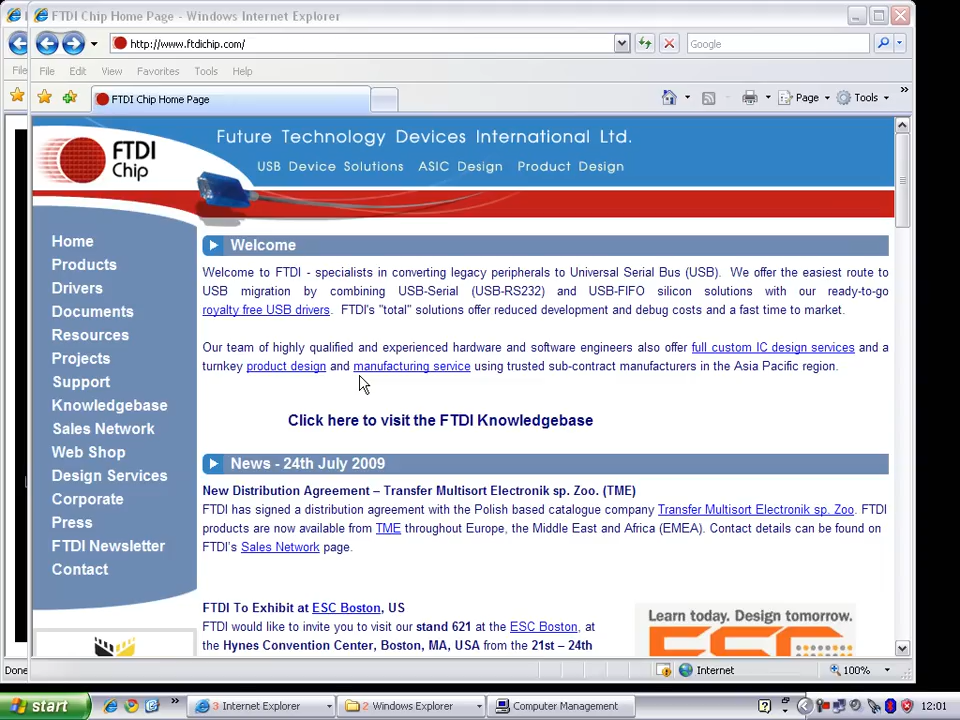 FTDI Chip Home Page - Windows Internet Explorer
http://www.ftdichip.com/
Google
File
File Edit View Favorites Tools Help
FTDI Chip Home Page
Page Tools
FTDI
Chip
Future Technology Devices International Ltd.
USB Device Solutions ASIC Design Product Design
Home
Products
Drivers
Documents
Resources
Projects
Support
Knowledgebase
Sales Network
Web Shop
Design Services
Corporate
Press
FTDI Newsletter
Contact
Welcome
Welcome to FTDI - specialists in converting legacy peripherals to Universal Serial Bus (USB). We offer the easiest route to
USB migration by combining USB-Serial (USB-RS232) and USB-FIFO silicon solutions with our ready-to-go
royalty free USB drivers. FTDI's "total" solutions offer reduced development and debug costs and a fast time to market.
Our team of highly qualified and experienced hardware and software engineers also offer full custom IC design services and a
turnkey product design and manufacturing service using trusted sub-contract manufacturers in the Asia Pacific region.
Click here to visit the FTDI Knowledgebase
News - 24th July 2009
New Distribution Agreement – Transfer Multisort Electronik sp. Zoo. (TME)
FTDI has signed a distribution agreement with the Polish based catalogue company Transfer Multisort Electronik sp. Zoo. FTDI
products are now available from TME throughout Europe, the Middle East and Africa (EMEA). Contact details can be found on
FTDI's Sales Network page.
FTDI To Exhibit at ESC Boston, US
FTDI would like to invite you to visit our stand 621 at the ESC Boston, at
the Hynes Convention Center, Boston, MA, USA from the 21st – 24th
Learn today. Design tomorrow.
ESC
Done
Internet
100%
start
3 Internet Explorer
2 Windows Explorer
Computer Management
12:01